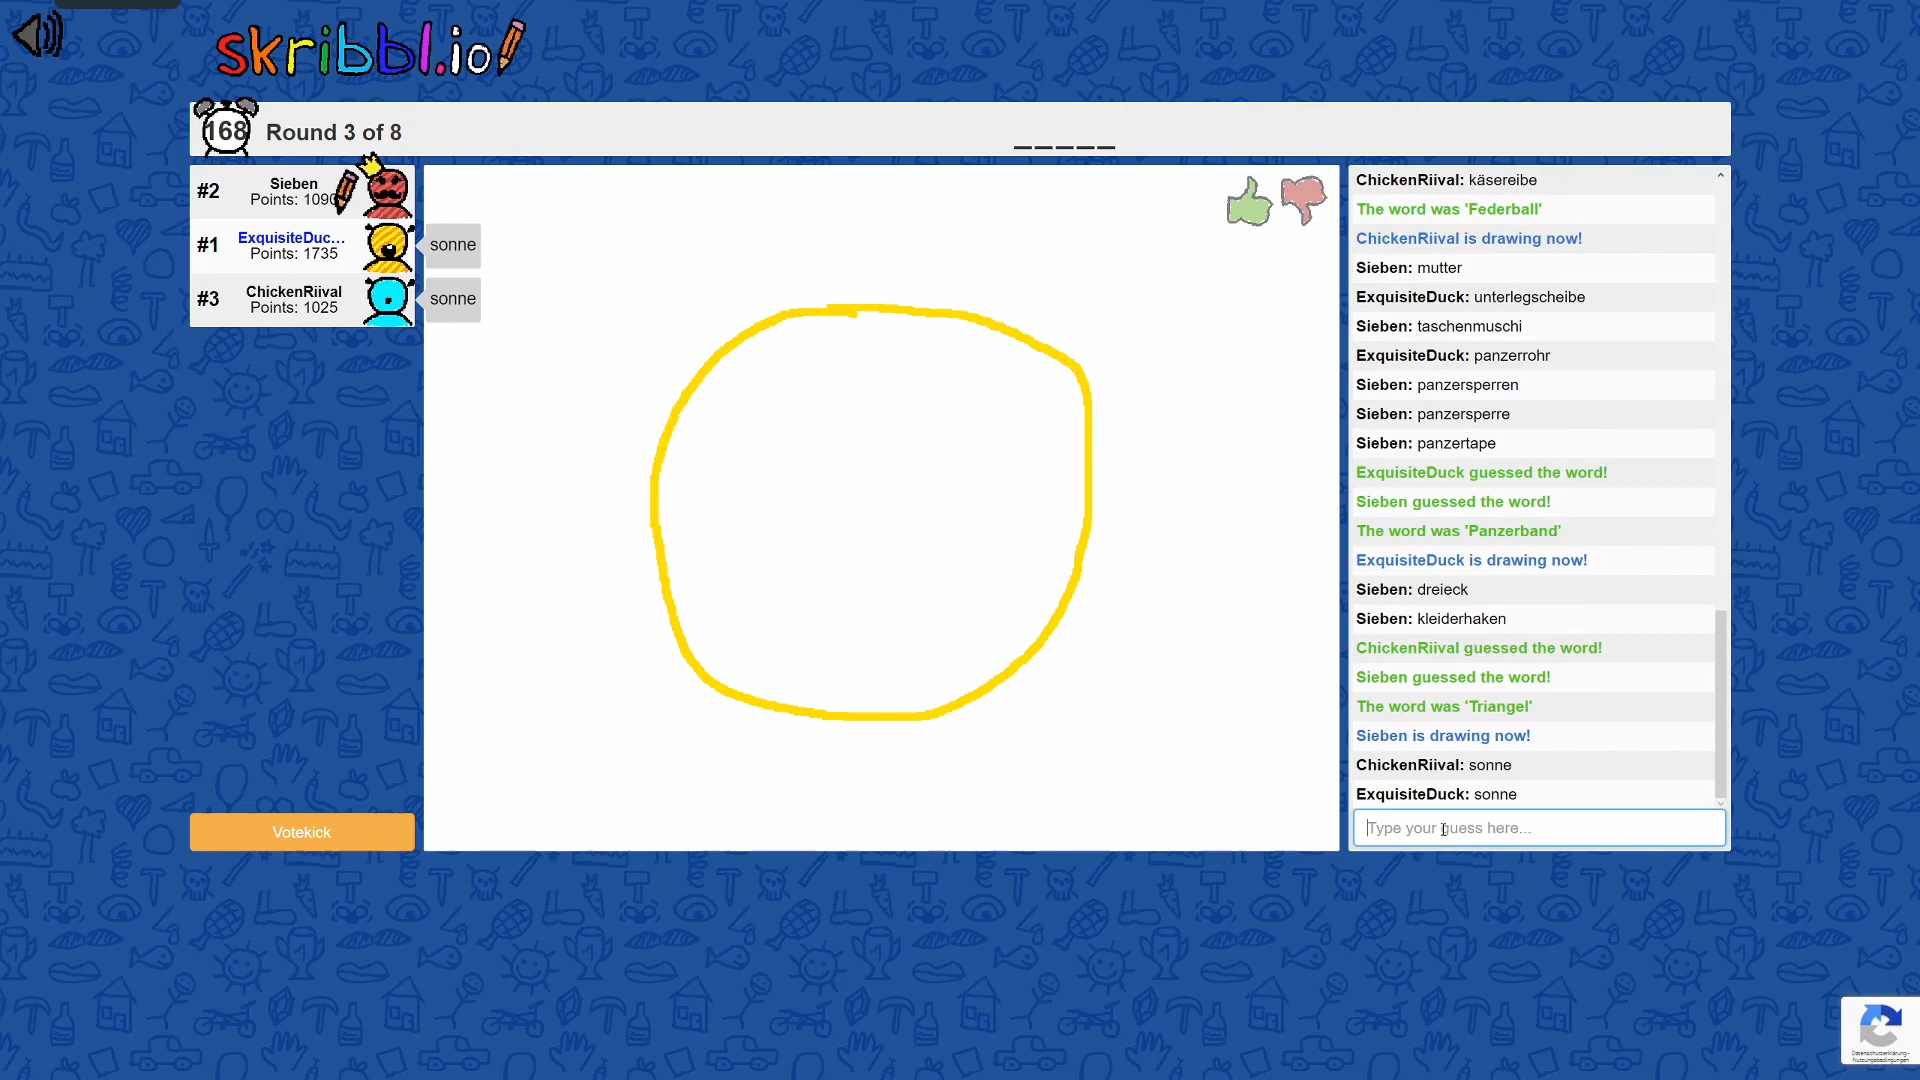 skribbl.io
168
Round 3 of 8
_____
#2
Sieben
Points: 1090
#1
ExquisiteDuc...
Points: 1735
sonne
#3
ChickenRiival
Points: 1025
sonne
Votekick
ChickenRiival: käsereibe
The word was 'Federball'
ChickenRiival is drawing now!
Sieben: mutter
ExquisiteDuck: unterlegscheibe
Sieben: taschenmuschi
ExquisiteDuck: panzerrohr
Sieben: panzersperren
Sieben: panzersperre
Sieben: panzertape
ExquisiteDuck guessed the word!
Sieben guessed the word!
The word was 'Panzerband'
ExquisiteDuck is drawing now!
Sieben: dreieck
Sieben: kleiderhaken
ChickenRiival guessed the word!
Sieben guessed the word!
The word was 'Triangel'
Sieben is drawing now!
ChickenRiival: sonne
ExquisiteDuck: sonne
Type your guess here...
Datenschutzerklärung -
Nutzungsbedingungen